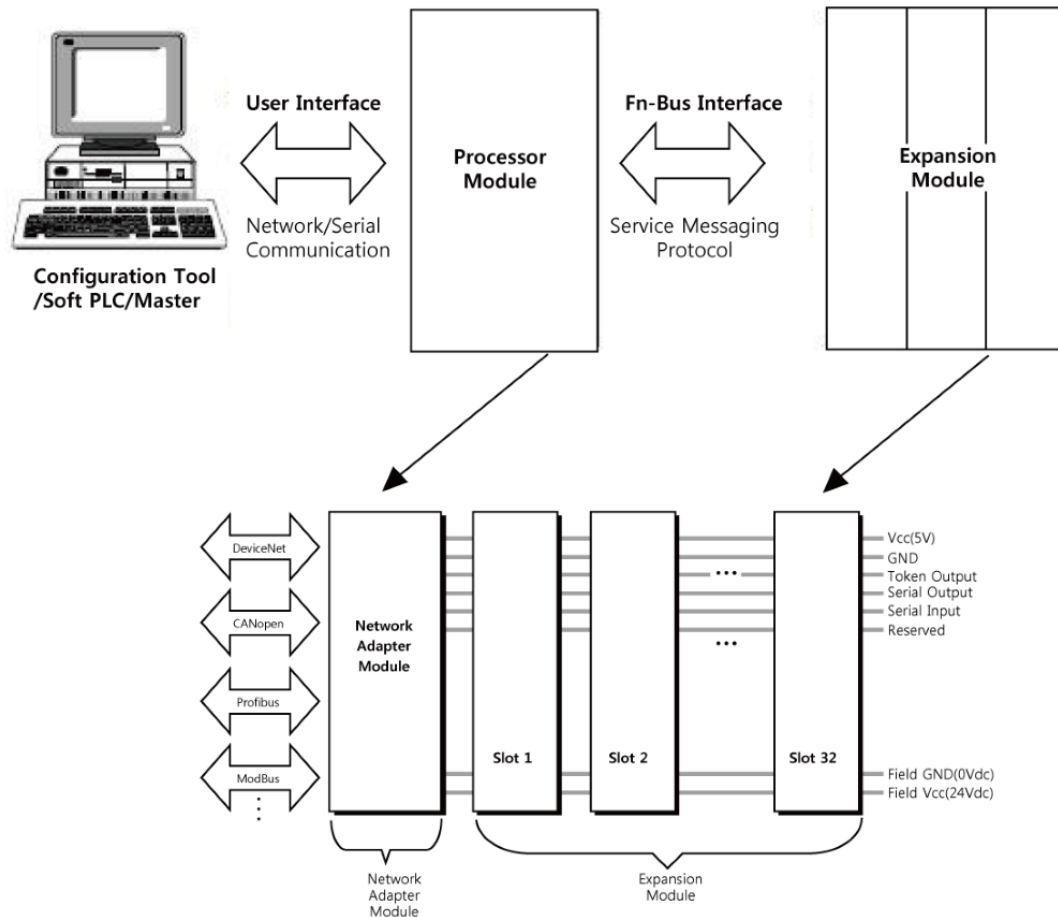 User Interface
Network/Serial
Communication
Configuration Tool
/Soft PLC/Master
Processor
Module
Fn-Bus Interface
Service Messaging
Protocol
Expansion
Module
DeviceNet
CANopen
Profibus
ModBus
Network
Adapter
Module
Slot 1
Slot 2
Slot 32
Vcc(5V)
GND
Token Output
Serial Output
Serial Input
Reserved
Field GND(0Vdc)
Field Vcc(24Vdc)
Network
Adapter
Module
Expansion
Module